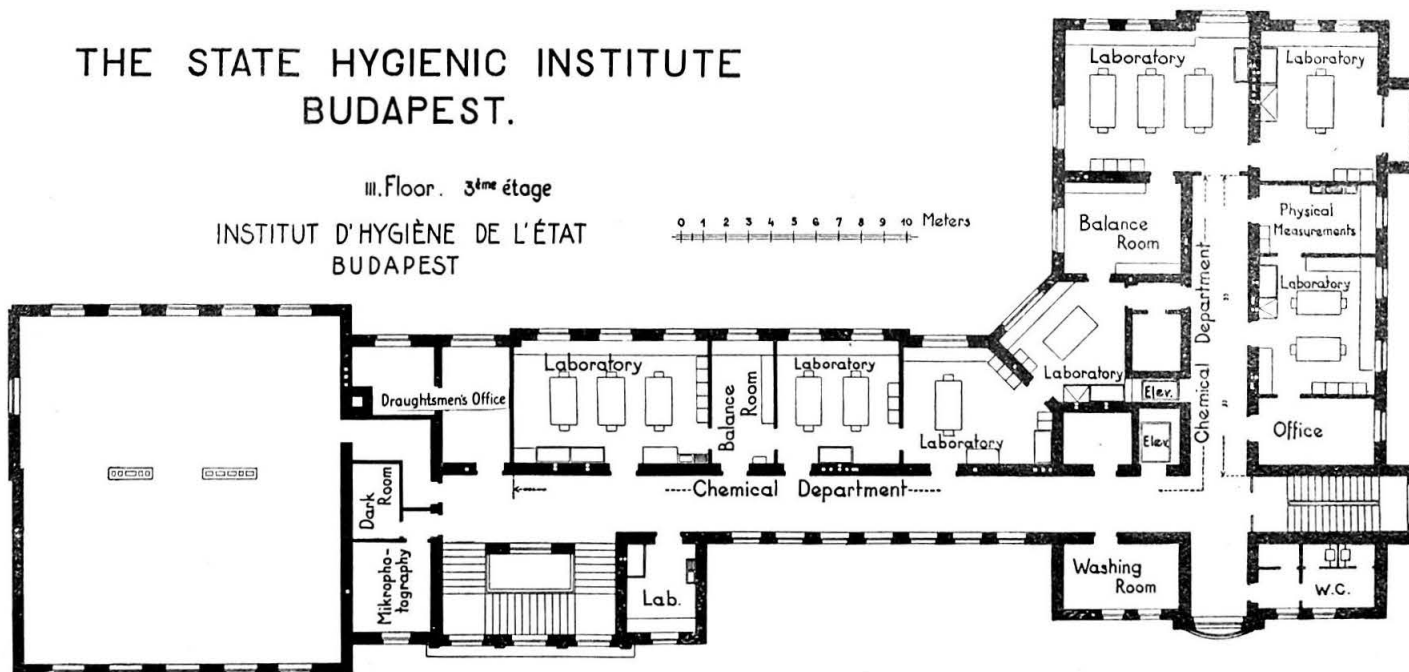 THE STATE HYGIENIC INSTITUTE
BUDAPEST.
III. Floor. 3ème étage
INSTITUT D'HYGIÈNE DE L'ÉTAT
BUDAPEST
0 1 2 3 4 5 6 7 8 9 10 Meters
Laboratory
Laboratory
Balance
Room
Physical
Measurements
Laboratory
Chemical Department
Laboratory
Elev.
Elev.
Office
Draughtsmen's Office
Laboratory
Balance
Room
Laboratory
Laboratory
Chemical Department
Dark
Room
Mikropho-
tography
Lab.
Washing
Room
W.C.